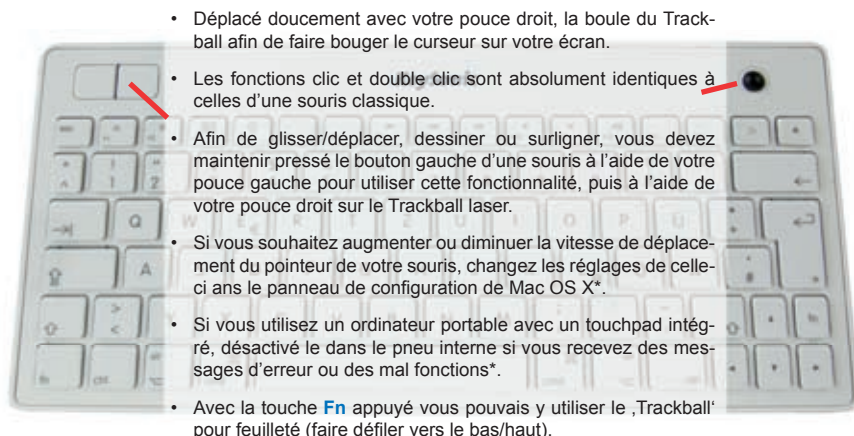 • Déplacé doucement avec votre pouce droit, la boule du Track-
ball afin de faire bouger le curseur sur votre écran.
• Les fonctions clic et double clic sont absolument identiques à
celles d'une souris classique.
• Afin de glisser/déplacer, dessiner ou surligner, vous devez
maintenir pressé le bouton gauche d'une souris à l'aide de votre
pouce gauche pour utiliser cette fonctionnalité, puis à l'aide de
votre pouce droit sur le Trackball laser.
• Si vous souhaitez augmenter ou diminuer la vitesse de déplace-
ment du pointeur de votre souris, changez les réglages de celle-
ci ans le panneau de configuration de Mac OS X*.
• Si vous utilisez un ordinateur portable avec un touchpad intég-
ré, désactivé le dans le pneu interne si vous recevez des mes-
sages d'erreur ou des mal fonctions*.
• Avec la touche Fn appuyé vous pouvais y utiliser le ‚Trackball‘
pour feuilleté (faire défiler vers le bas/haut).